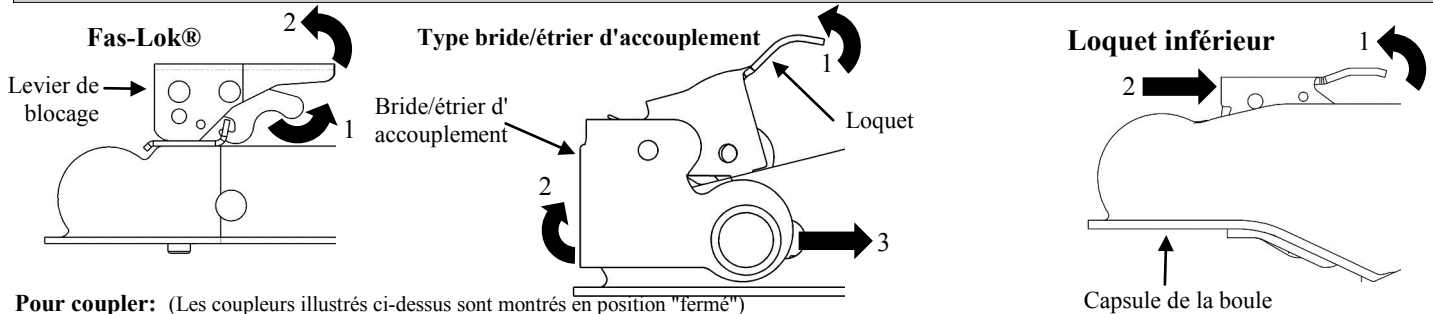 Fas-Lok®
2
Levier de
blocage
1
Type bride/étrier d'accouplement
1
Bride/étrier d'
accouplement
Loquet
2
3
Loquet inférieur
1
2
Capsule de la boule
Pour coupler: (Les coupleurs illustrés ci-dessus sont montrés en position "fermé")